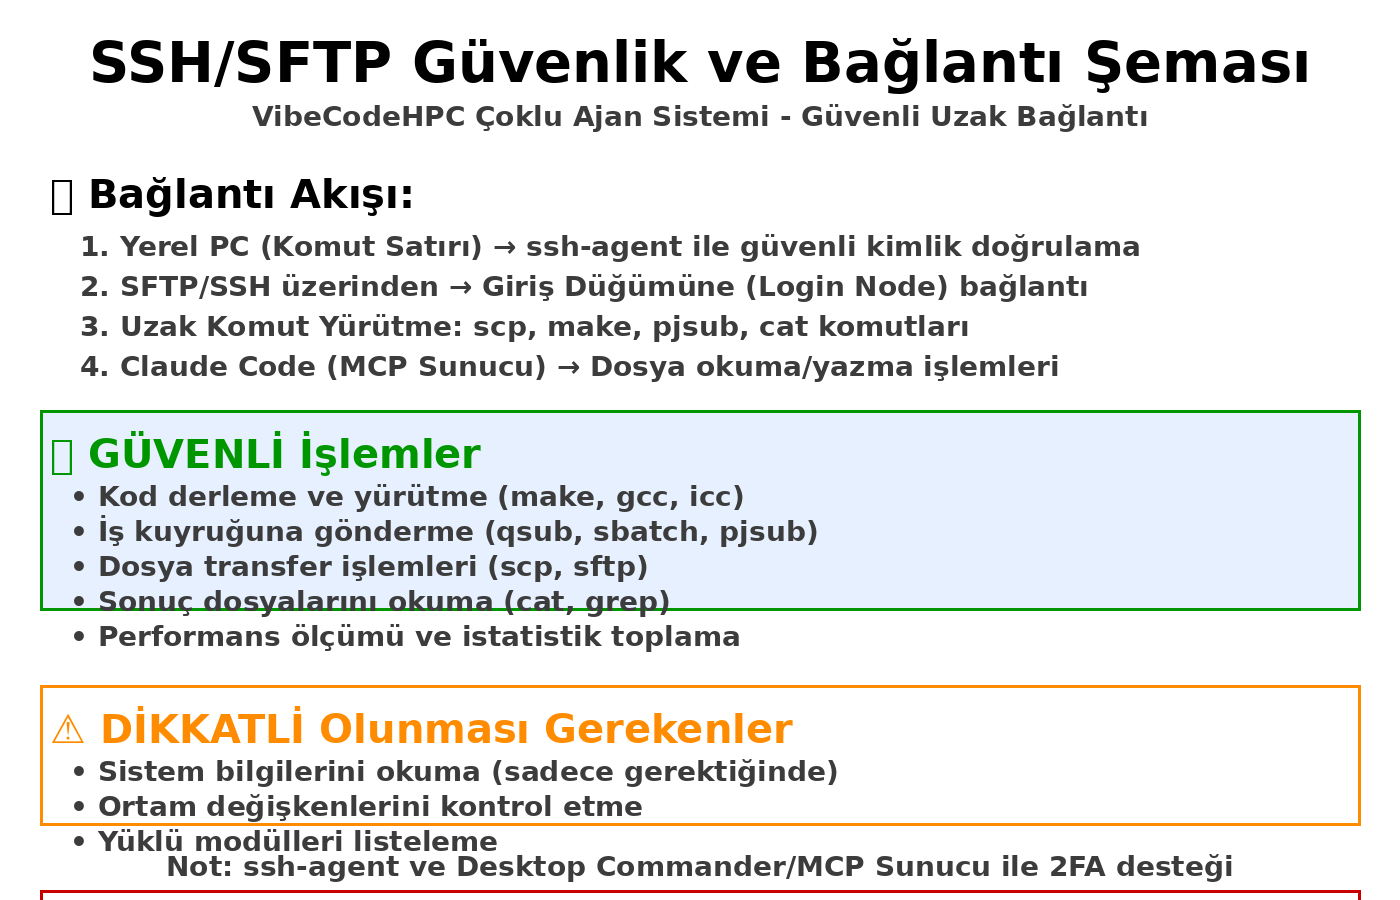 SSH/SFTP Güvenlik ve Bağlantı Şeması
VibeCodeHPC Çoklu Ajan Sistemi - Güvenli Uzak Bağlantı
Bağlantı Akışı:
1. Yerel PC (Komut Satırı) → ssh-agent ile güvenli kimlik doğrulama
2. SFTP/SSH üzerinden → Giriş Düğümüne (Login Node) bağlantı
3. Uzak Komut Yürütme: scp, make, pjsub, cat komutları
4. Claude Code (MCP Sunucu) → Dosya okuma/yazma işlemleri
GÜVENLİ İşlemler
• Kod derleme ve yürütme (make, gcc, icc)
• İş kuyruğuna gönderme (qsub, sbatch, pjsub)
• Dosya transfer işlemleri (scp, sftp)
• Sonuç dosyalarını okuma (cat, grep)
• Performans ölçümü ve istatistik toplama
⚠ DİKKATLİ Olunması Gerekenler
• Sistem bilgilerini okuma (sadece gerektiğinde)
• Ortam değişkenlerini kontrol etme
• Yüklü modülleri listeleme
Not: ssh-agent ve Desktop Commander/MCP Sunucu ile 2FA desteği